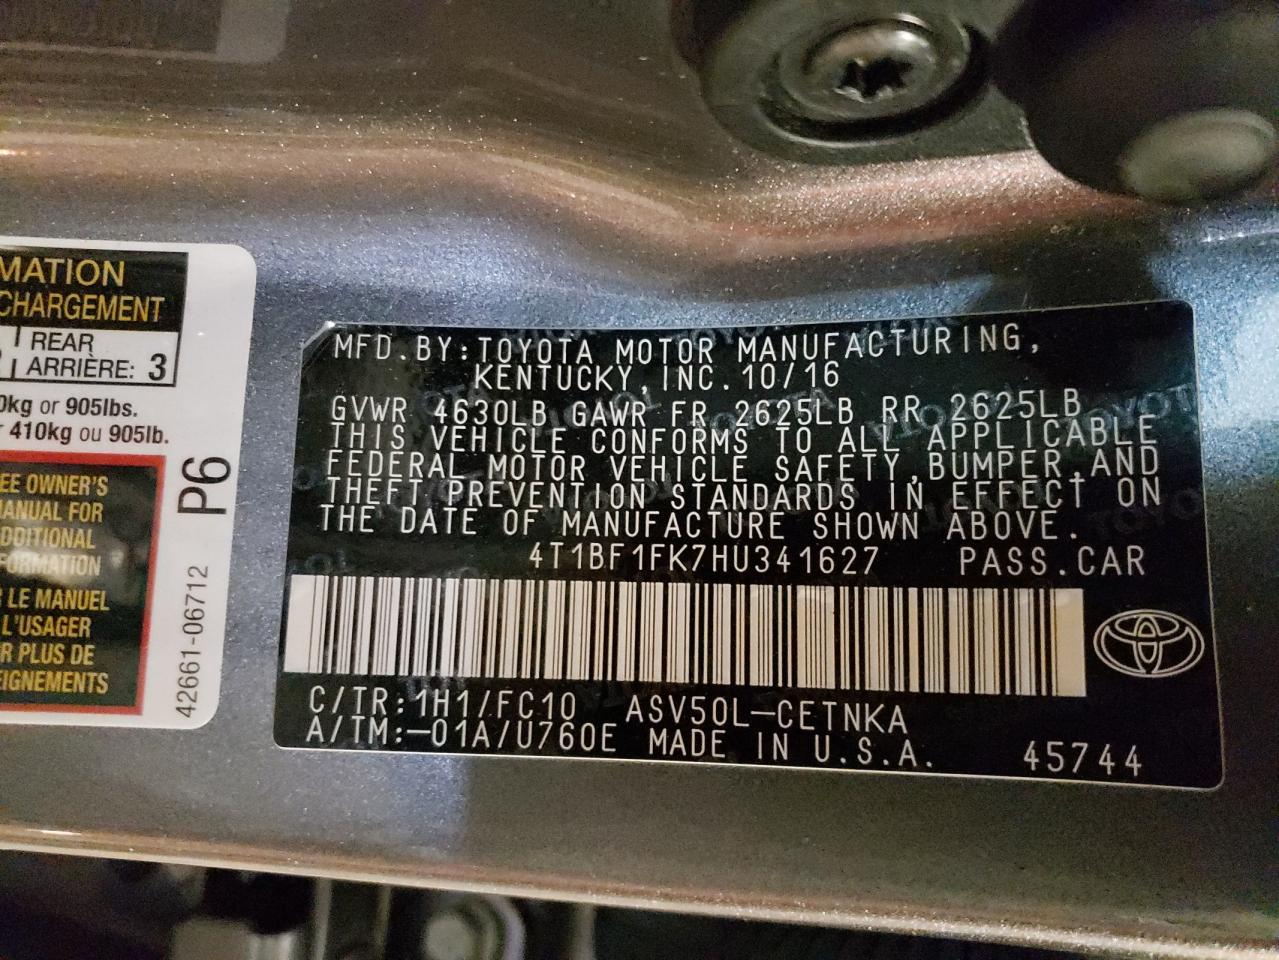 MATION
CHARGEMENT
REAR
ARRIÈRE: 3
0kg or 905lbs.
410kg ou 905lb.
P6
EE OWNER'S
MANUAL FOR
DDITIONAL
FORMATION
LE MANUEL
L'USAGER
R PLUS DE
EIGNEMENTS
42661-06712
MFD.BY:TOYOTA MOTOR MANUFACTURING,
KENTUCKY,INC.10/16
GVWR 4630LB GAWR FR 2625LB RR 2625LB
THIS VEHICLE CONFORMS TO ALL APPLICABLE
FEDERAL MOTOR VEHICLE SAFETY,BUMPER,AND
THEFT PREVENTION STANDARDS IN EFFECT ON
THE DATE OF MANUFACTURE SHOWN ABOVE.
4T1BF1FK7HU341627 PASS.CAR
C/TR:1H1/FC10 ASV50L-CETNKA
A/TM:-01A/U760E MADE IN U.S.A. 45744